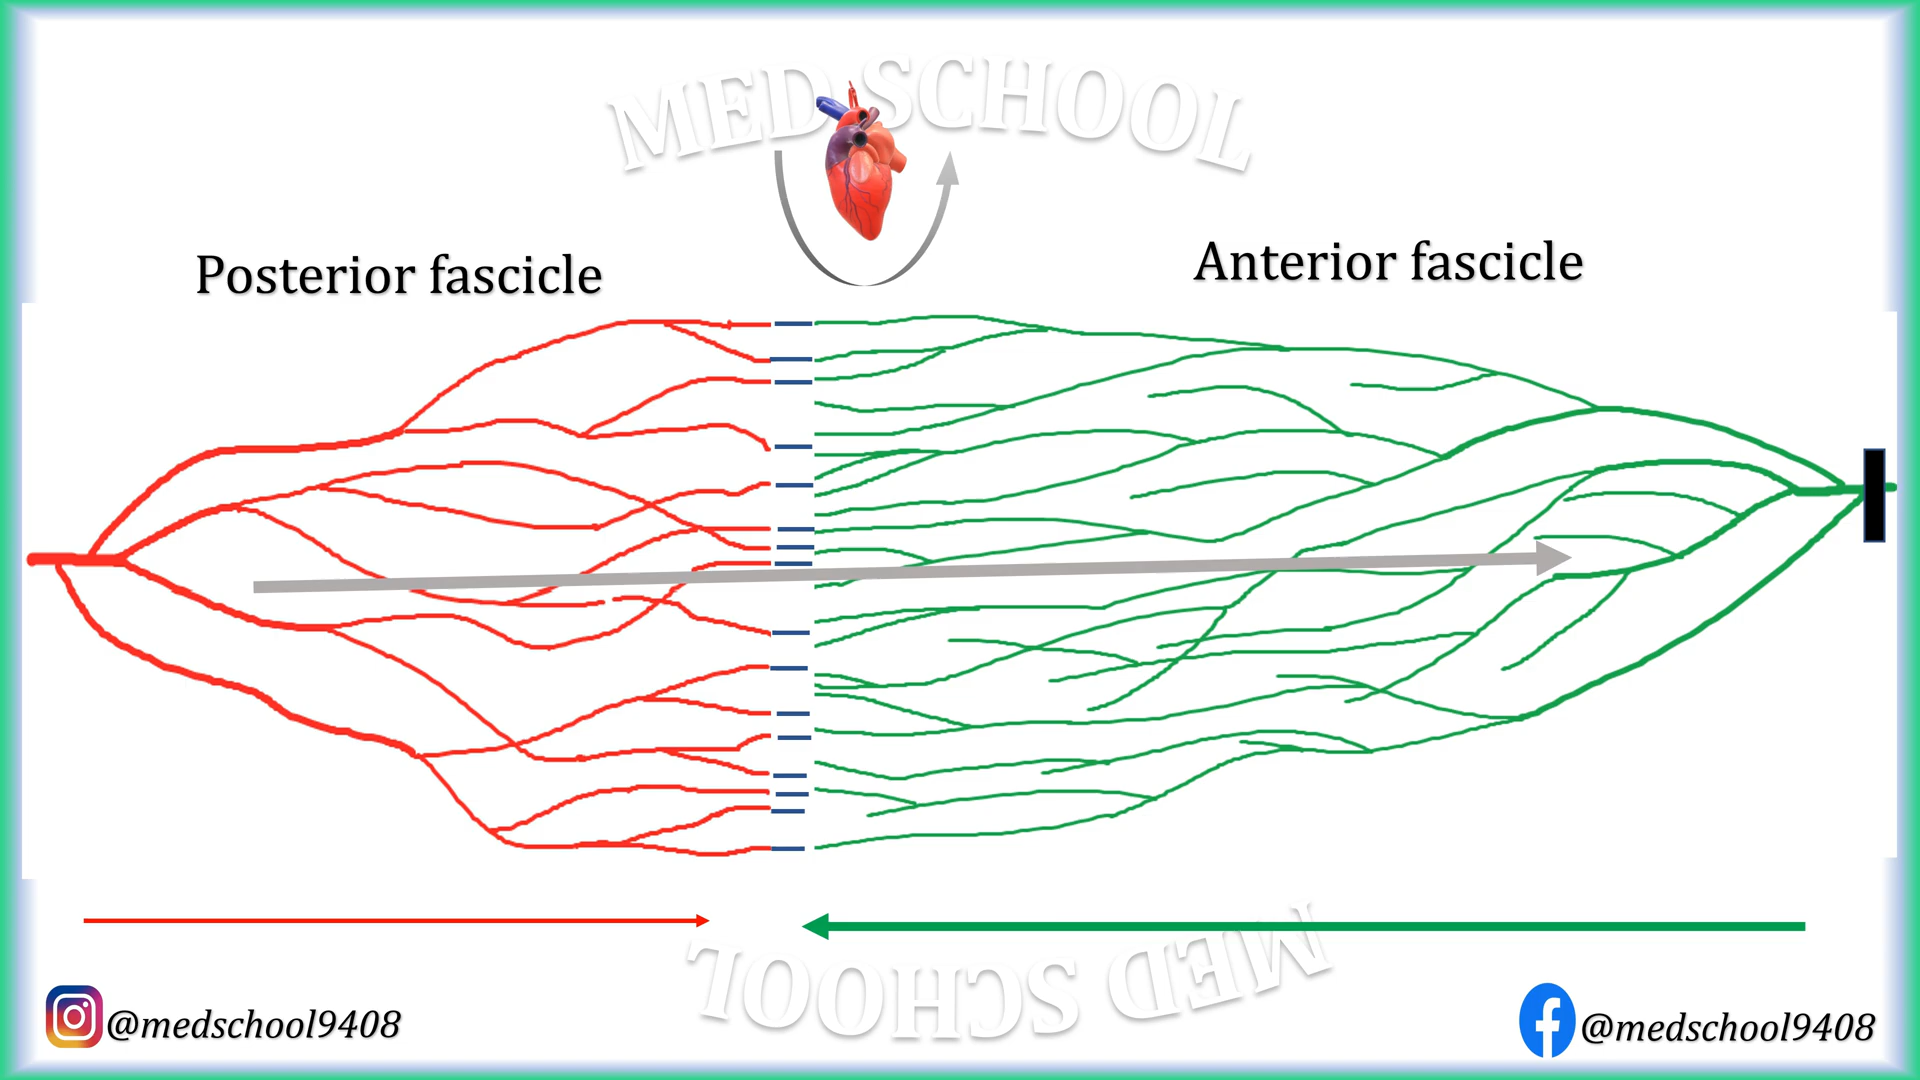 MED SCHOOL
Posterior fascicle
Anterior fascicle
MED SCHOOL
@medschool9408
@medschool9408